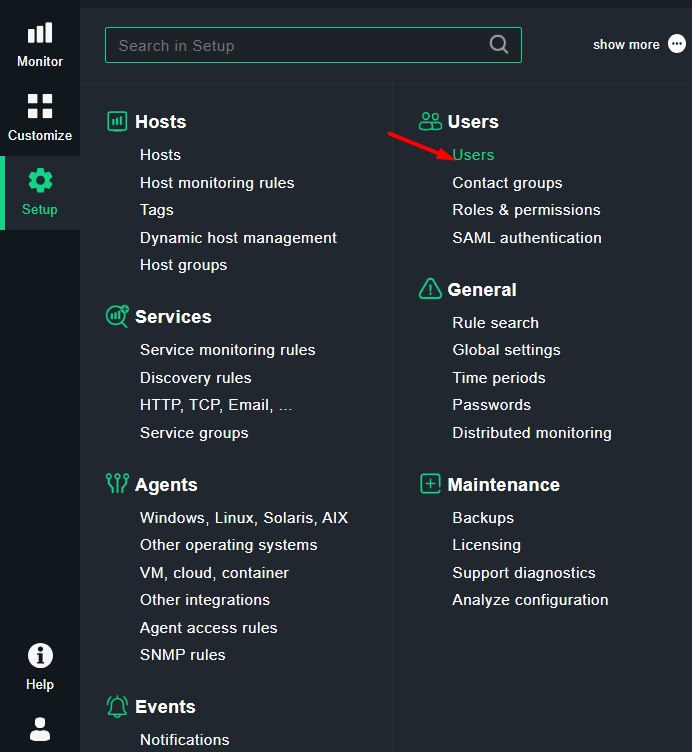 Monitor
Customize
Setup
Help
Search in Setup
show more
Hosts
Hosts
Host monitoring rules
Tags
Dynamic host management
Host groups
Services
Service monitoring rules
Discovery rules
HTTP, TCP, Email, ...
Service groups
Agents
Windows, Linux, Solaris, AIX
Other operating systems
VM, cloud, container
Other integrations
Agent access rules
SNMP rules
Events
Notifications
Users
Users
Contact groups
Roles & permissions
SAML authentication
General
Rule search
Global settings
Time periods
Passwords
Distributed monitoring
Maintenance
Backups
Licensing
Support diagnostics
Analyze configuration